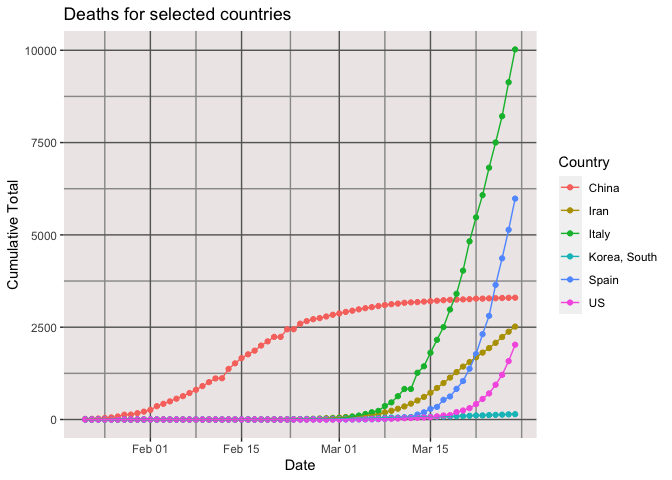 Deaths for selected countries
10000
7500
5000
2500
0
Cumulative Total
Feb 01
Feb 15
Mar 01
Mar 15
Date
Country
China
Iran
Italy
Korea, South
Spain
US